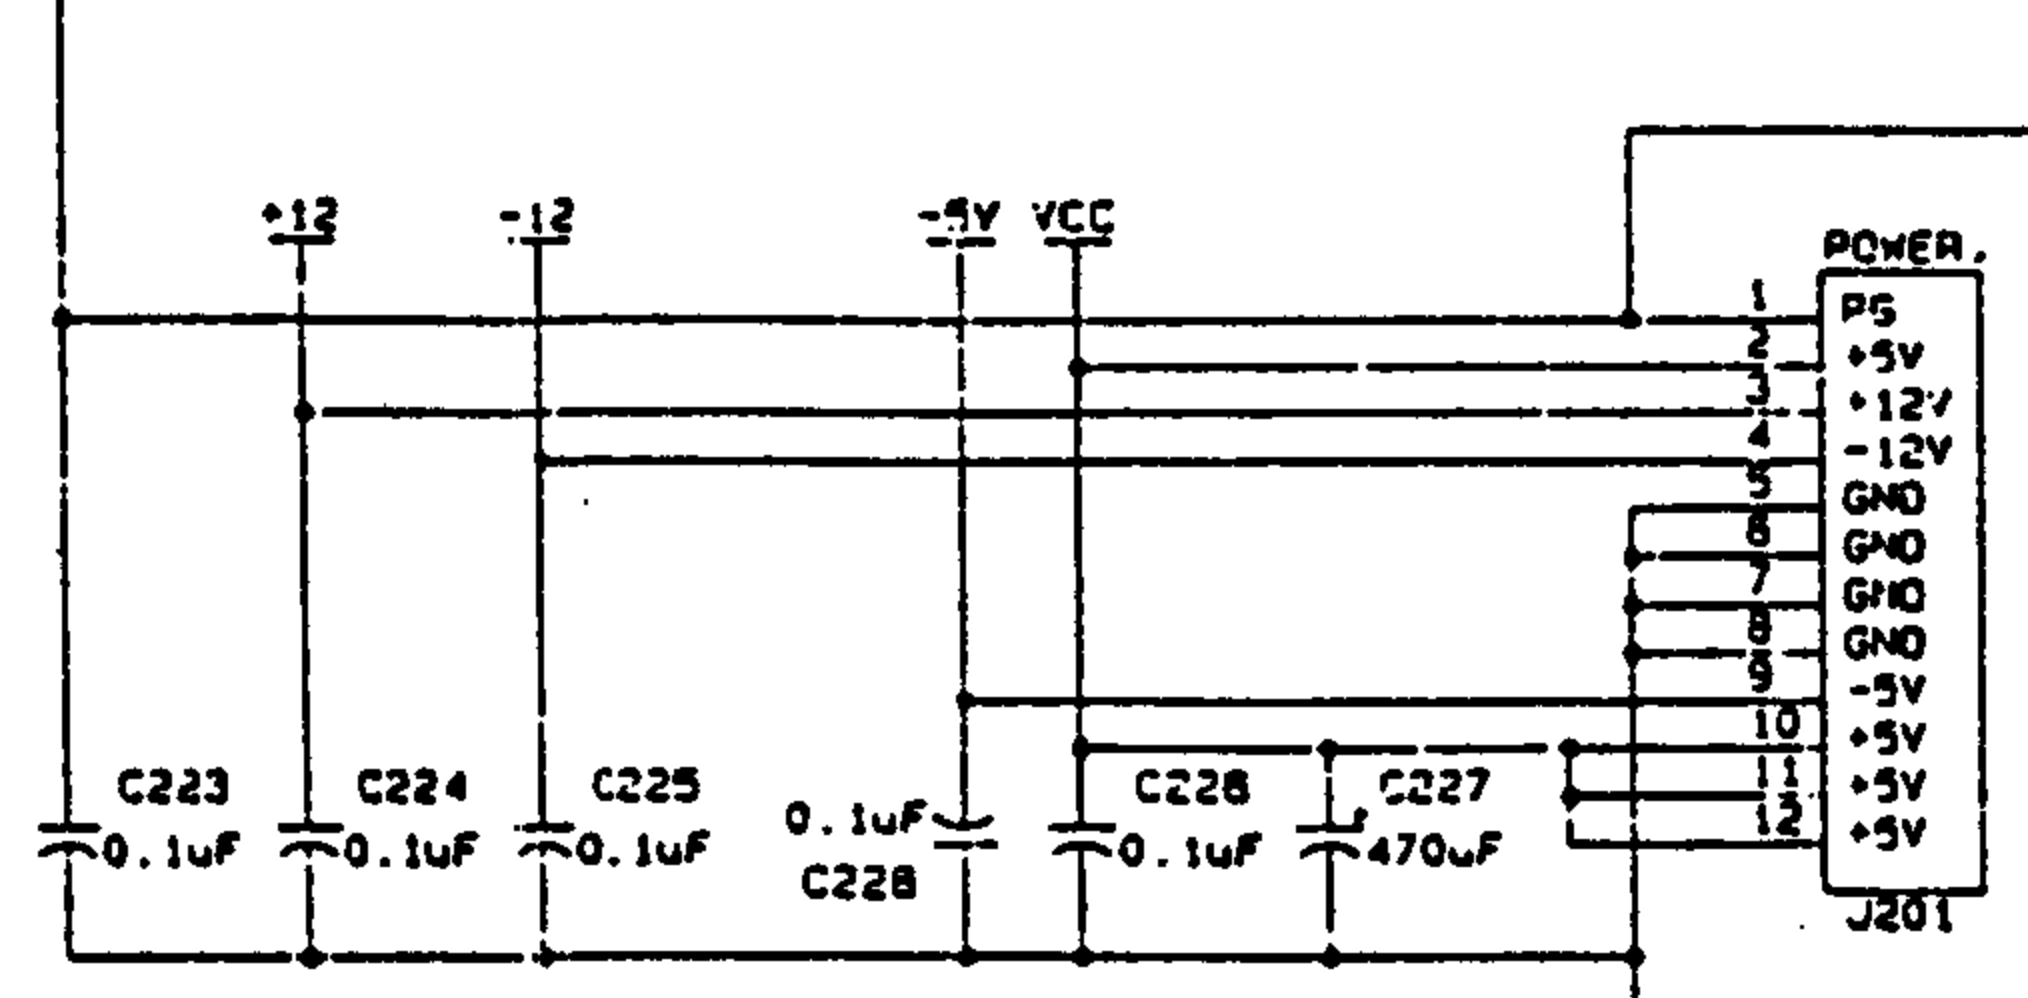 +12
-12
-5V
VCC
POWER.
1 PG
2 +5V
3 +12V
4 -12V
5 GND
6 GND
7 GND
8 GND
9 -5V
10 +5V
11 +5V
12 +5V
J201
C223
0.1uF
C224
0.1uF
C225
0.1uF
0.1uF
C228
C226
0.1uF
C227
470uF